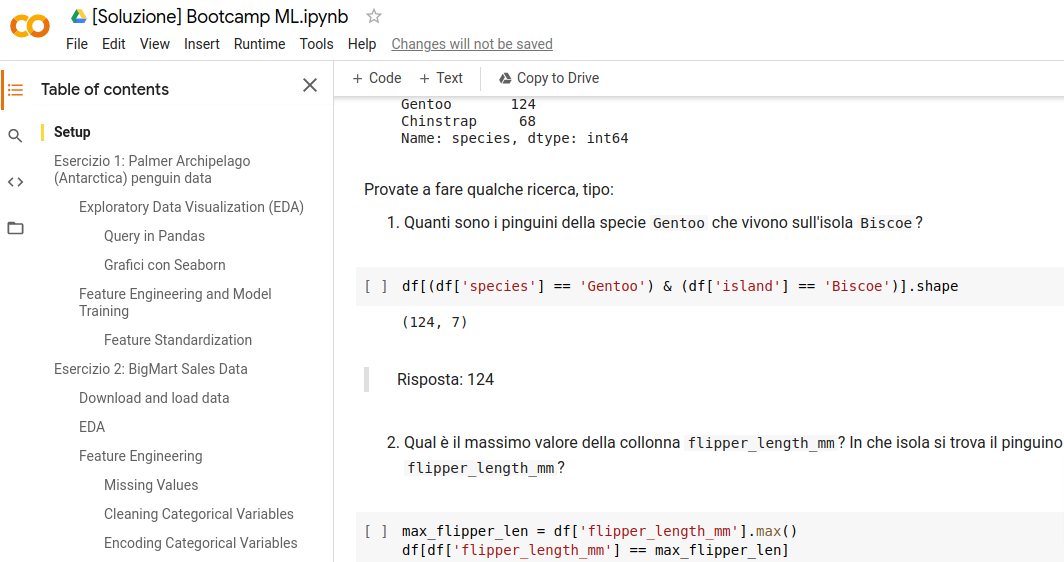 [Soluzione] Bootcamp ML.ipynb
File Edit View Insert Runtime Tools Help Changes will not be saved
Table of contents
Setup
Esercizio 1: Palmer Archipelago
(Antarctica) penguin data
Exploratory Data Visualization (EDA)
Query in Pandas
Grafici con Seaborn
Feature Engineering and Model
Training
Feature Standardization
Esercizio 2: BigMart Sales Data
Download and load data
EDA
Feature Engineering
Missing Values
Cleaning Categorical Variables
Encoding Categorical Variables
+ Code + Text Copy to Drive
Gentoo 124
Chinstrap 68
Name: species, dtype: int64
Provate a fare qualche ricerca, tipo:
1. Quanti sono i pinguini della specie Gentoo che vivono sull'isola Biscoe?
[ ] df[(df['species'] == 'Gentoo') & (df['island'] == 'Biscoe')].shape
(124, 7)
Risposta: 124
2. Qual è il massimo valore della collonna flipper_length_mm? In che isola si trova il pinguino
flipper_length_mm?
[ ] max_flipper_len = df['flipper_length_mm'].max()
df[df['flipper_length_mm'] == max_flipper_len]